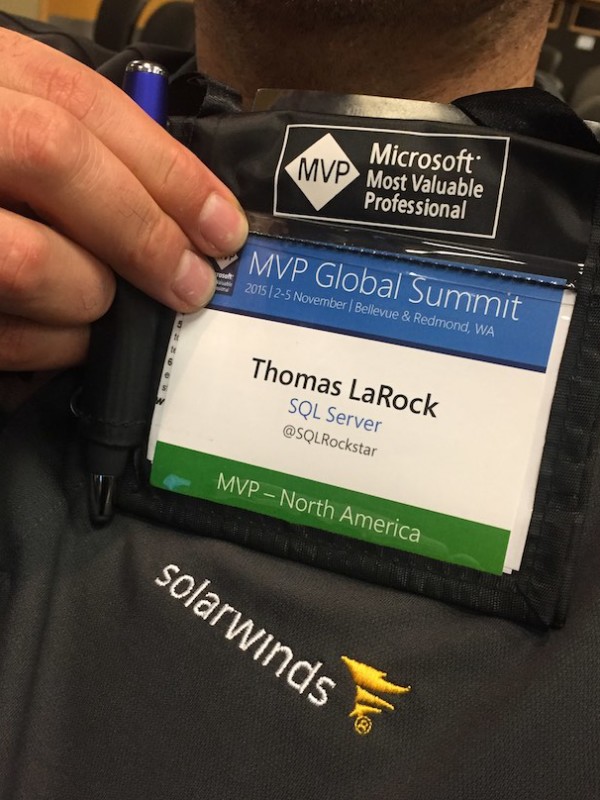 MVP
Microsoft
Most Valuable
Professional
MVP Global Summit
2015 | 2-5 November | Bellevue & Redmond, WA
Thomas LaRock
SQL Server
@SQLRockstar
MVP – North America
solarwinds